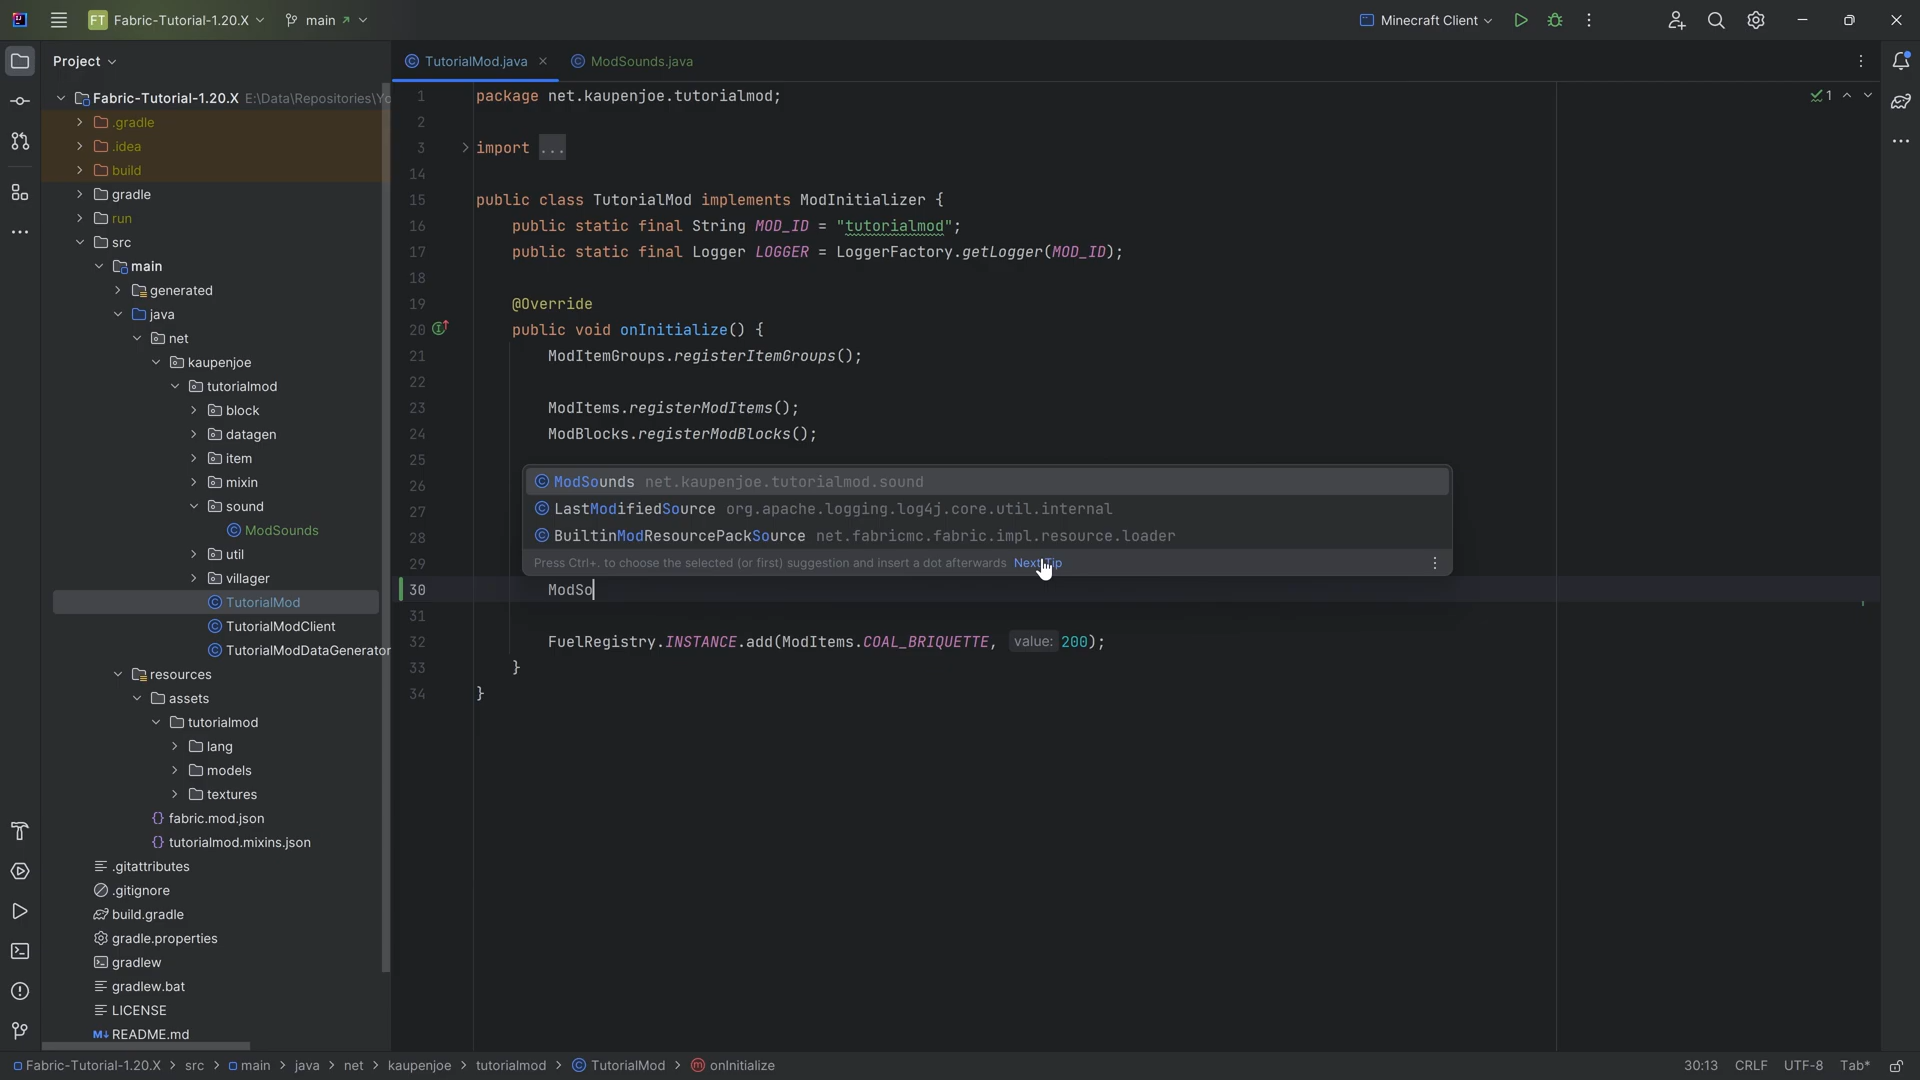 FT Fabric-Tutorial-1.20.X main Minecraft Client
Project
TutorialMod.java
ModSounds.java
Fabric-Tutorial-1.20.X E:\Data\Repositories\Yo
.gradle
.idea
build
gradle
run
src
main
generated
java
net
kaupenjoe
tutorialmod
block
datagen
item
mixin
sound
ModSounds
util
villager
TutorialMod
TutorialModClient
TutorialModDataGenerator
resources
assets
tutorialmod
lang
models
textures
fabric.mod.json
tutorialmod.mixins.json
.gitattributes
.gitignore
build.gradle
gradle.properties
gradlew
gradlew.bat
LICENSE
README.md
1 package net.kaupenjoe.tutorialmod;
2
3 import ...
14
15 public class TutorialMod implements ModInitializer {
16 public static final String MOD_ID = "tutorialmod";
17 public static final Logger LOGGER = LoggerFactory.getLogger(MOD_ID);
18
19 @Override
20 public void onInitialize() {
21 ModItemGroups.registerItemGroups();
22
23 ModItems.registerModItems();
24 ModBlocks.registerModBlocks();
25
26
27
28
29
30 ModSo
31
32 FuelRegistry.INSTANCE.add(ModItems.COAL_BRIQUETTE, value: 200);
33 }
34 }
1
ModSounds net.kaupenjoe.tutorialmod.sound
LastModifiedSource org.apache.logging.log4j.core.util.internal
BuiltinModResourcePackSource net.fabricmc.fabric.impl.resource.loader
Press Ctrl+. to choose the selected (or first) suggestion and insert a dot afterwards Next Tip
Fabric-Tutorial-1.20.X > src > main > java > net > kaupenjoe > tutorialmod > TutorialMod > onInitialize
30:13 CRLF UTF-8 Tab*